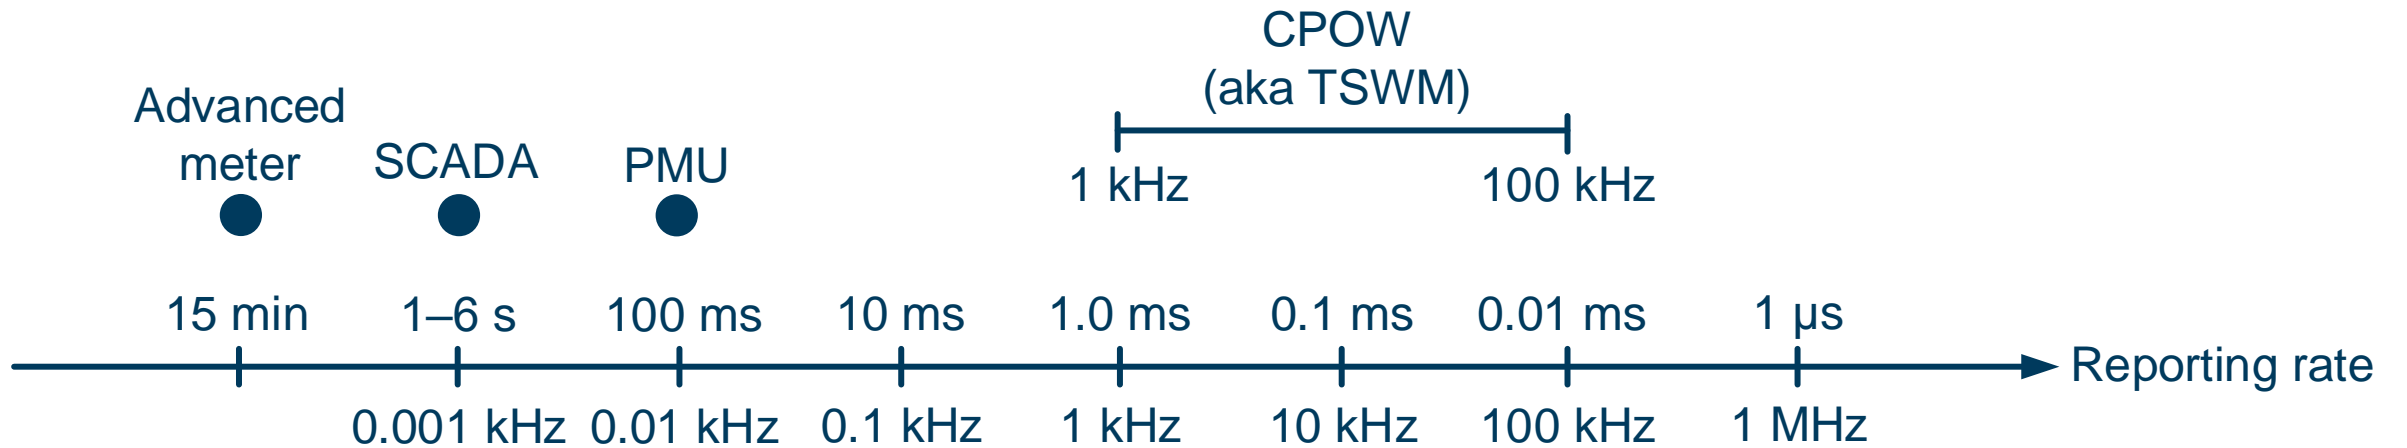 CPOW
(aka TSWM)
1 kHz
100 kHz
Advanced
meter
SCADA
PMU
15 min
1–6 s
100 ms
10 ms
1.0 ms
0.1 ms
0.01 ms
1 µs
Reporting rate
0.001 kHz
0.01 kHz
0.1 kHz
1 kHz
10 kHz
100 kHz
1 MHz